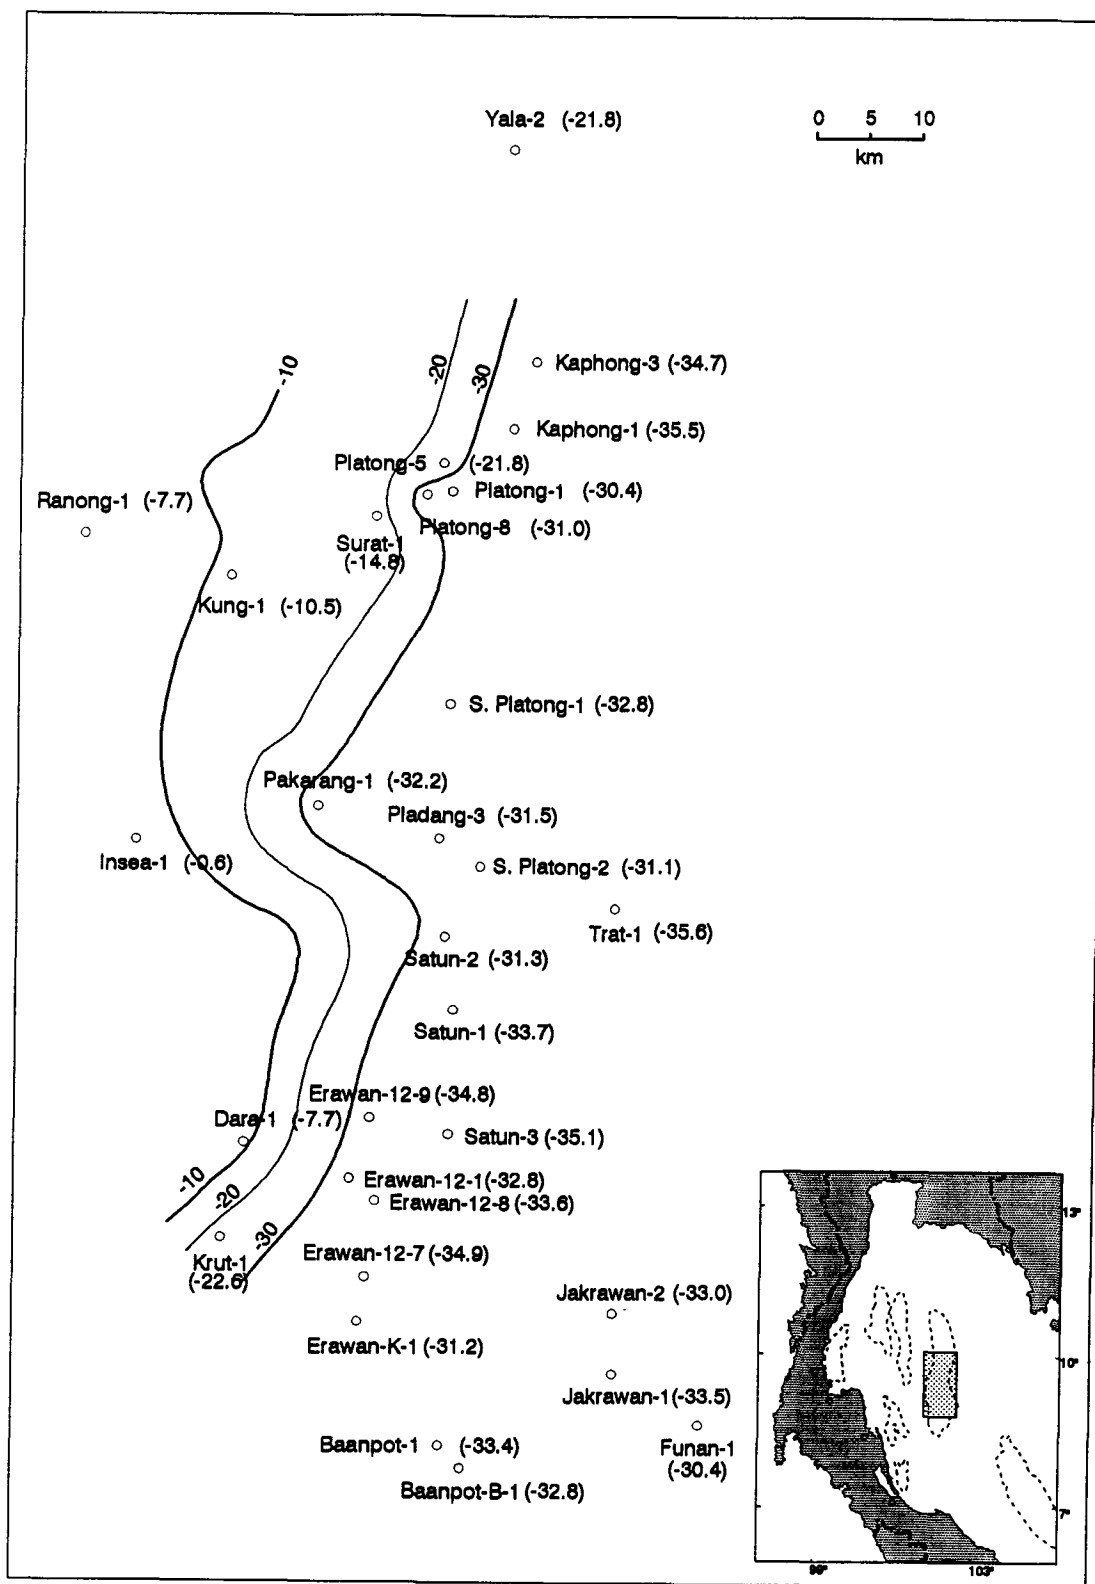 Yala-2 (-21.8)
0 5 10
km
-10
-20
-30
Kaphong-3 (-34.7)
Kaphong-1 (-35.5)
Platong-5 (-21.8)
Ranong-1 (-7.7)
Platong-1 (-30.4)
Platong-8 (-31.0)
Surat-1
(-14.8)
Kung-1 (-10.5)
S. Platong-1 (-32.8)
Pakarang-1 (-32.2)
Pladang-3 (-31.5)
Insea-1 (-0.6)
S. Platong-2 (-31.1)
Trat-1 (-35.6)
Satun-2 (-31.3)
Satun-1 (-33.7)
Erawan-12-9 (-34.8)
Dara-1 (-7.7)
Satun-3 (-35.1)
-10
Erawan-12-1 (-32.8)
-20
Erawan-12-8 (-33.6)
-30
Krut-1
(-22.6)
Erawan-12-7 (-34.9)
Jakrawan-2 (-33.0)
Erawan-K-1 (-31.2)
Jakrawan-1 (-33.5)
Baanpot-1 (-33.4)
Funan-1
(-30.4)
Baanpot-B-1 (-32.8)
13°
10°
7°
99° 103°